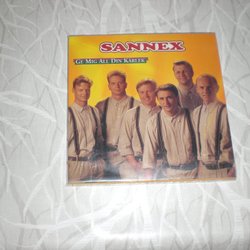 SANNEX
GE MIG ALL DIN KÄRLEK